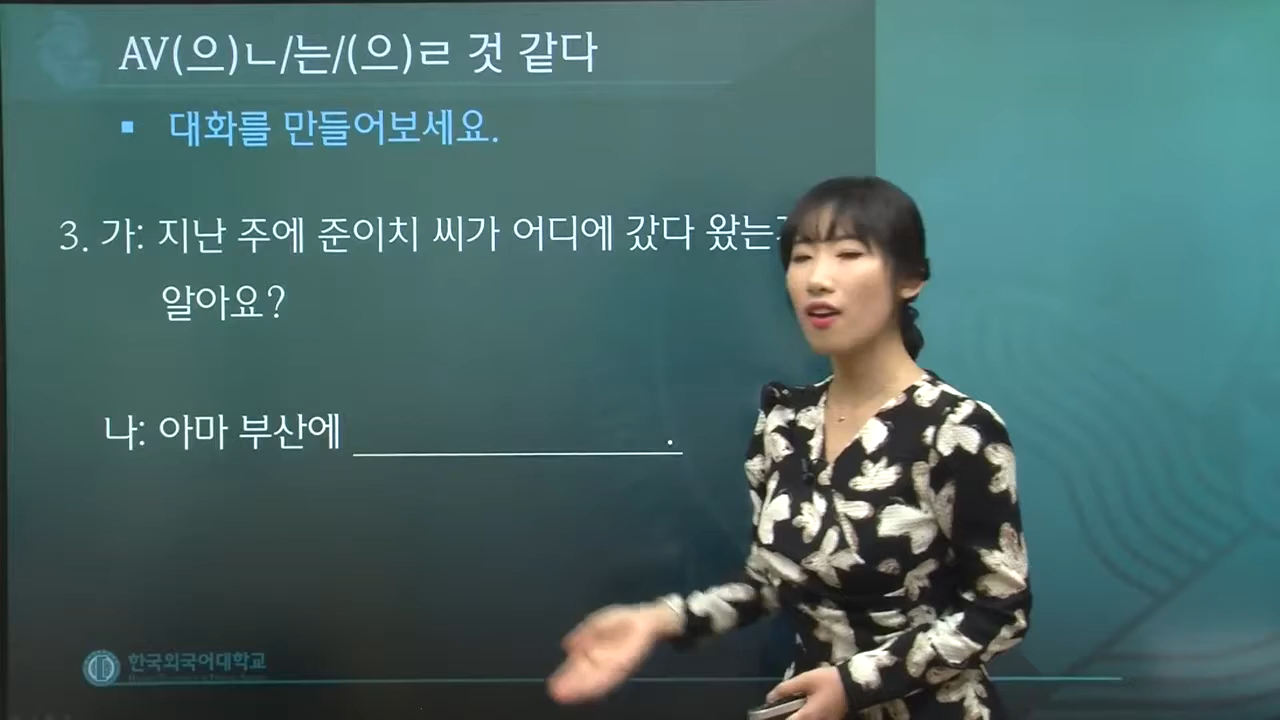 AV(으)ㄴ/는/(으)ㄹ 것 같다
▪ 대화를 만들어보세요.
3. 가: 지난 주에 준이치 씨가 어디에 갔다 왔는
알아요?
나: 아마 부산에 ____________.
한국외국어대학교